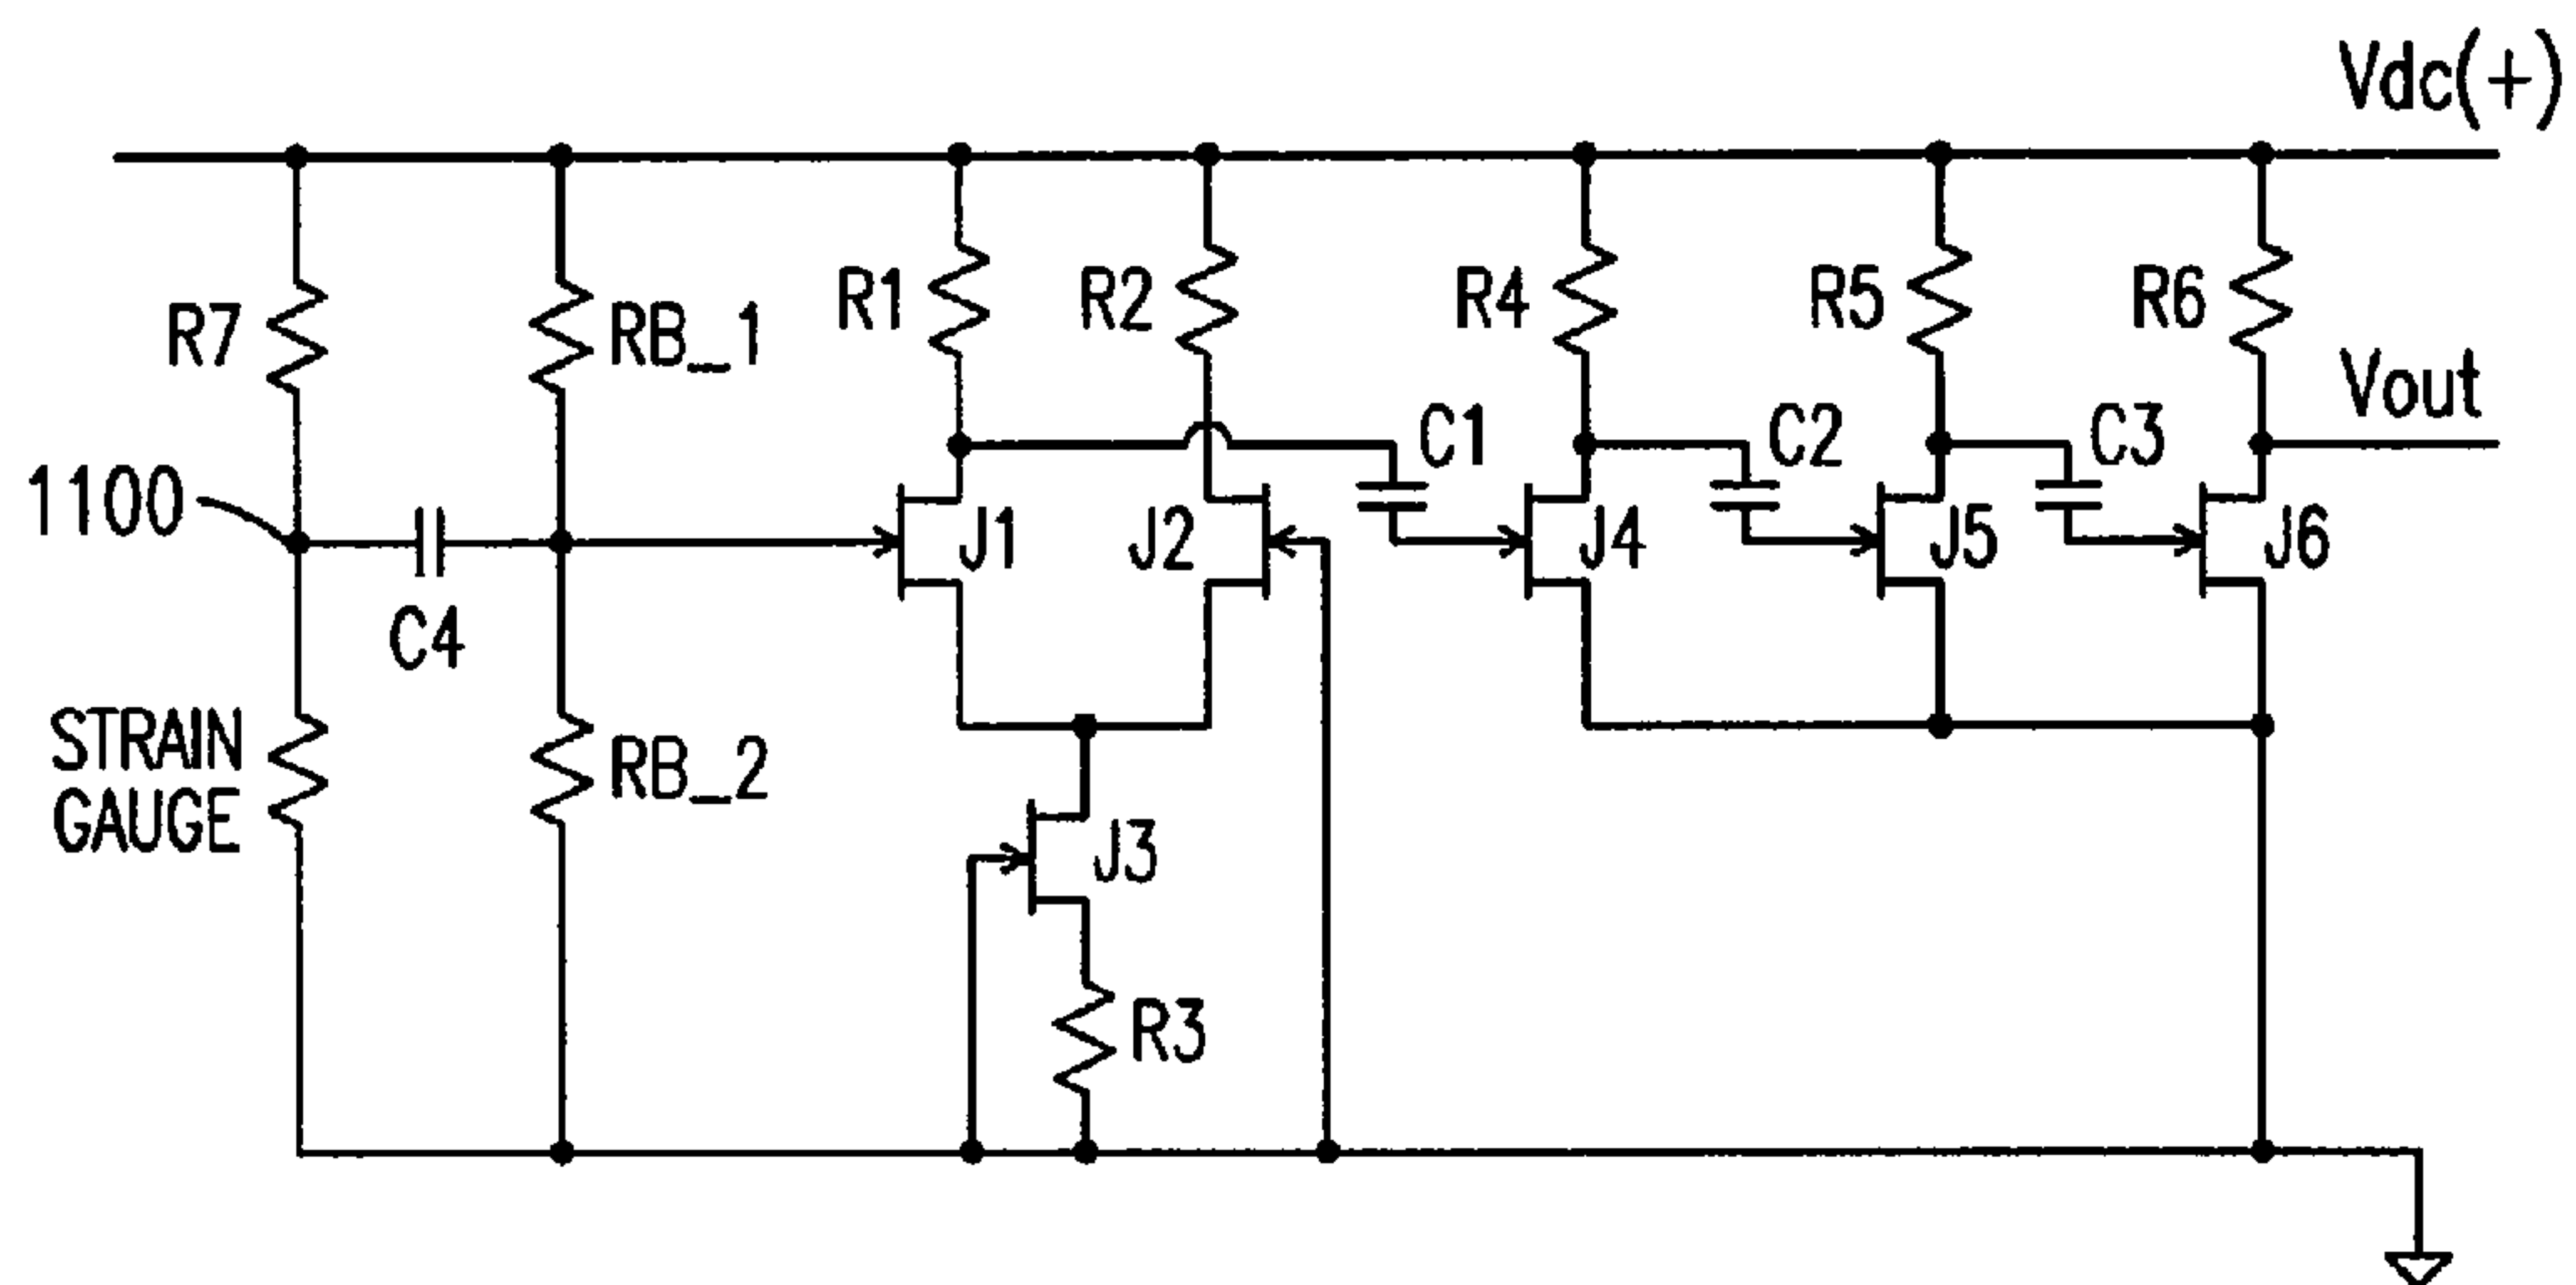 Vdc(+)
R7
RB_1
R1
R2
R4
R5
R6
Vout
C1
C2
C3
1100
J1
J2
J4
J5
J6
C4
STRAIN
GAUGE
RB_2
J3
R3